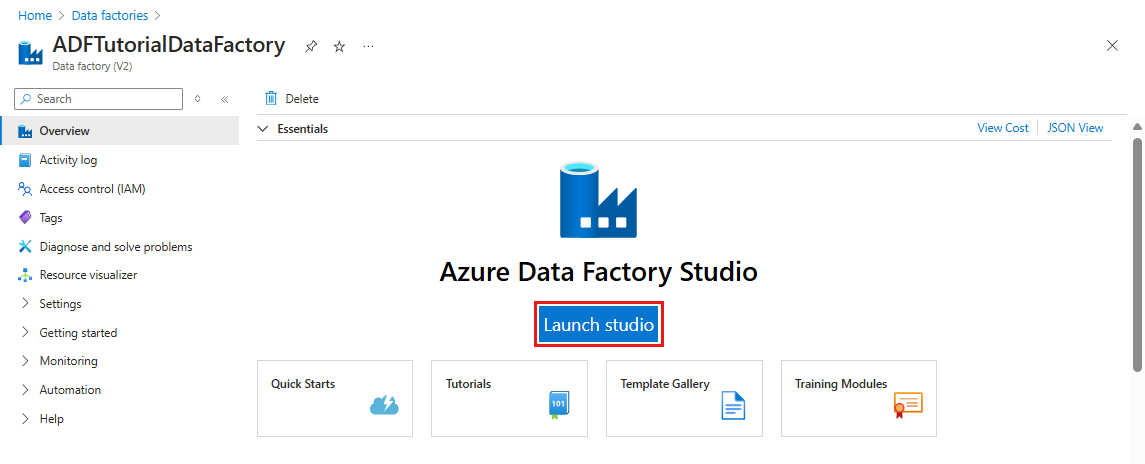 Home > Data factories >
ADFTutorialDataFactory ...
Data factory (V2)
Search
«
Delete
Overview
Essentials
View Cost
JSON View
Activity log
Access control (IAM)
Tags
Diagnose and solve problems
Resource visualizer
Settings
Getting started
Monitoring
Automation
Help
Azure Data Factory Studio
Launch studio
Quick Starts
Tutorials
101
Template Gallery
Training Modules